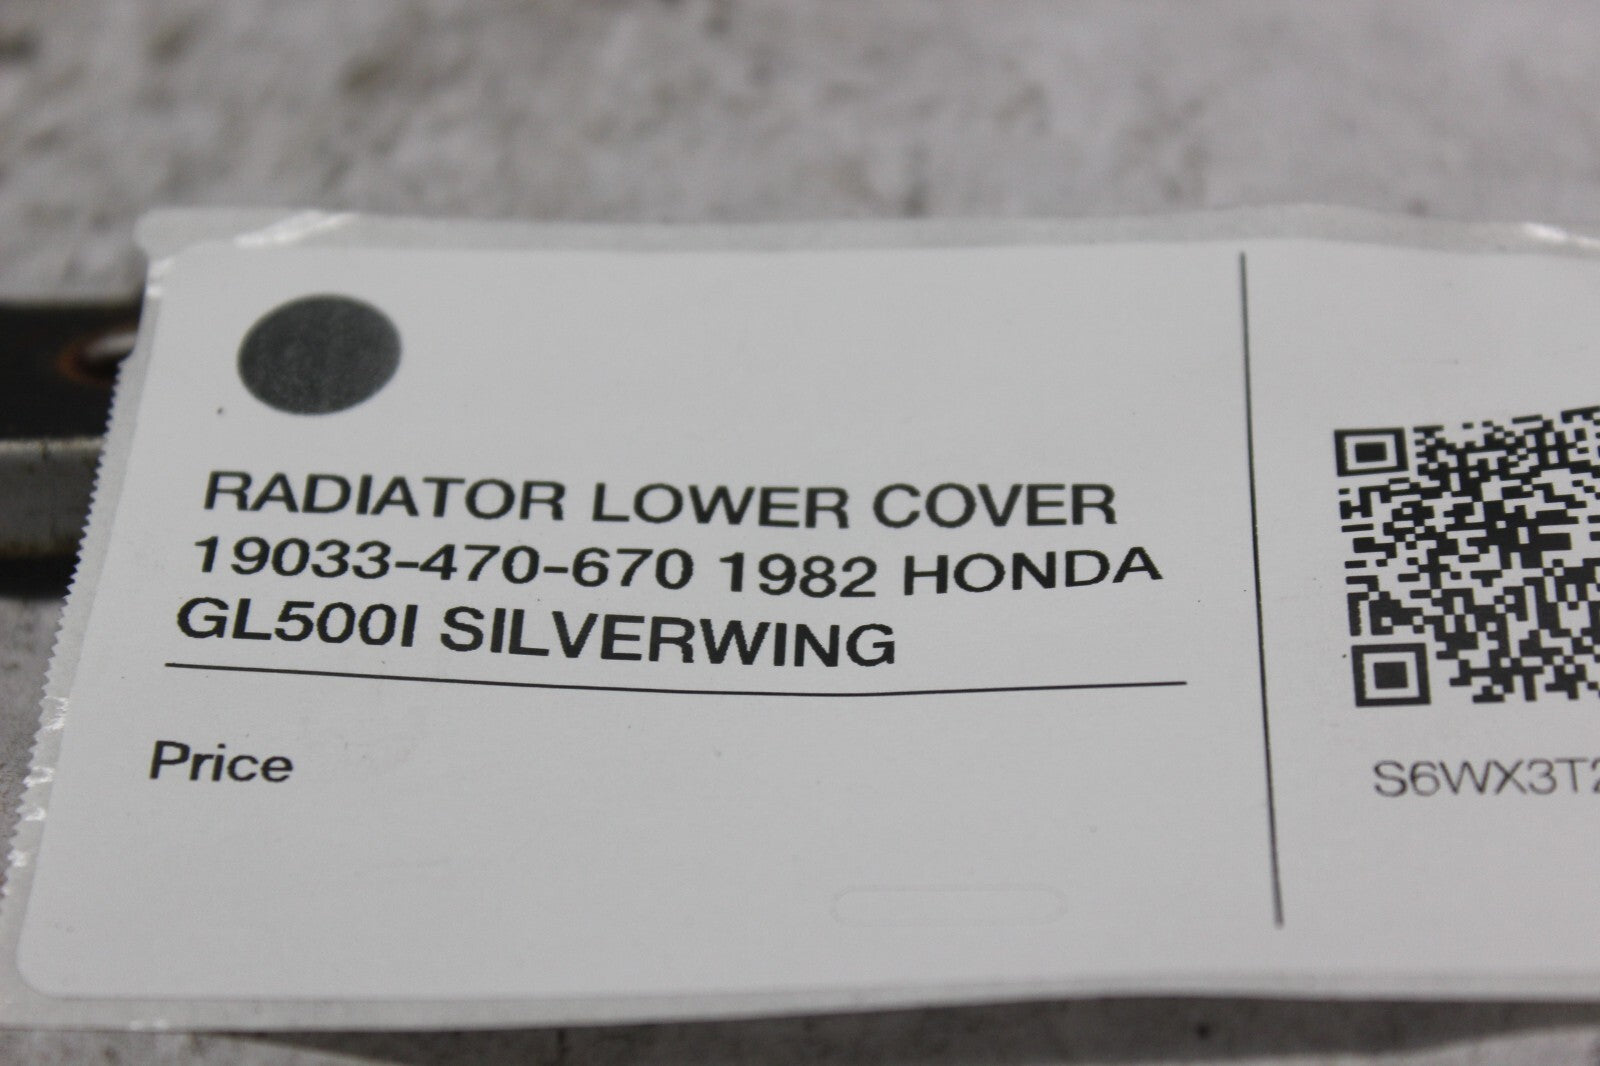 RADIATOR LOWER COVER
19033-470-670 1982 HONDA
GL500I SILVERWING
Price